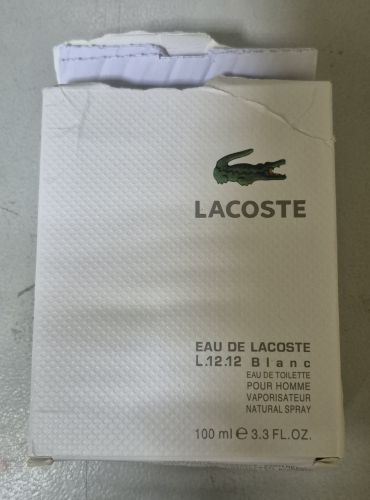 LACOSTE
EAU DE LACOSTE
L.12.12 Blanc
EAU DE TOILETTE
POUR HOMME
VAPORISATEUR
NATURAL SPRAY
100 ml ℮ 3.3 FL.OZ.